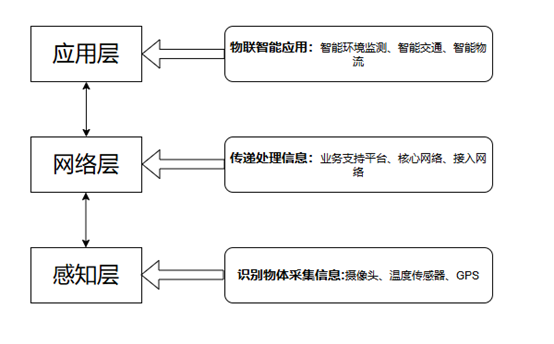 应用层
物联智能应用：智能环境监测、智能交通、智能物
流
网络层
传递处理信息：业务支持平台、核心网络、接入网
络
感知层
识别物体采集信息:摄像头、温度传感器、GPS